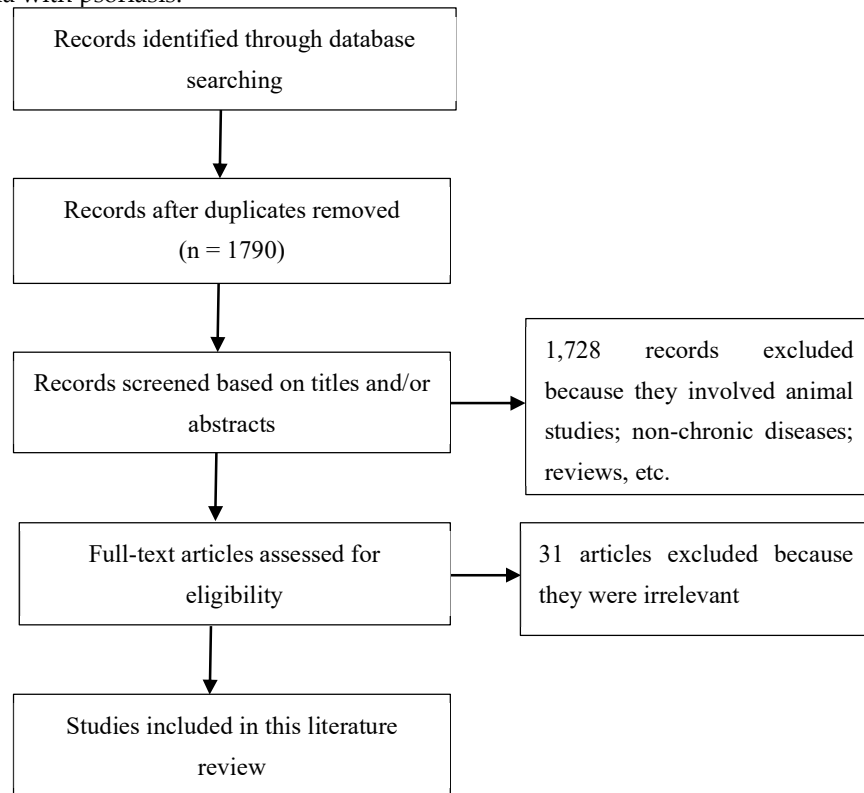 with psoriasis.
Records identified through database
searching
Records after duplicates removed
(n = 1790)
Records screened based on titles and/or
abstracts
1,728 records excluded
because they involved animal
studies; non-chronic diseases;
reviews, etc.
Full-text articles assessed for
eligibility
31 articles excluded because
they were irrelevant
Studies included in this literature
review